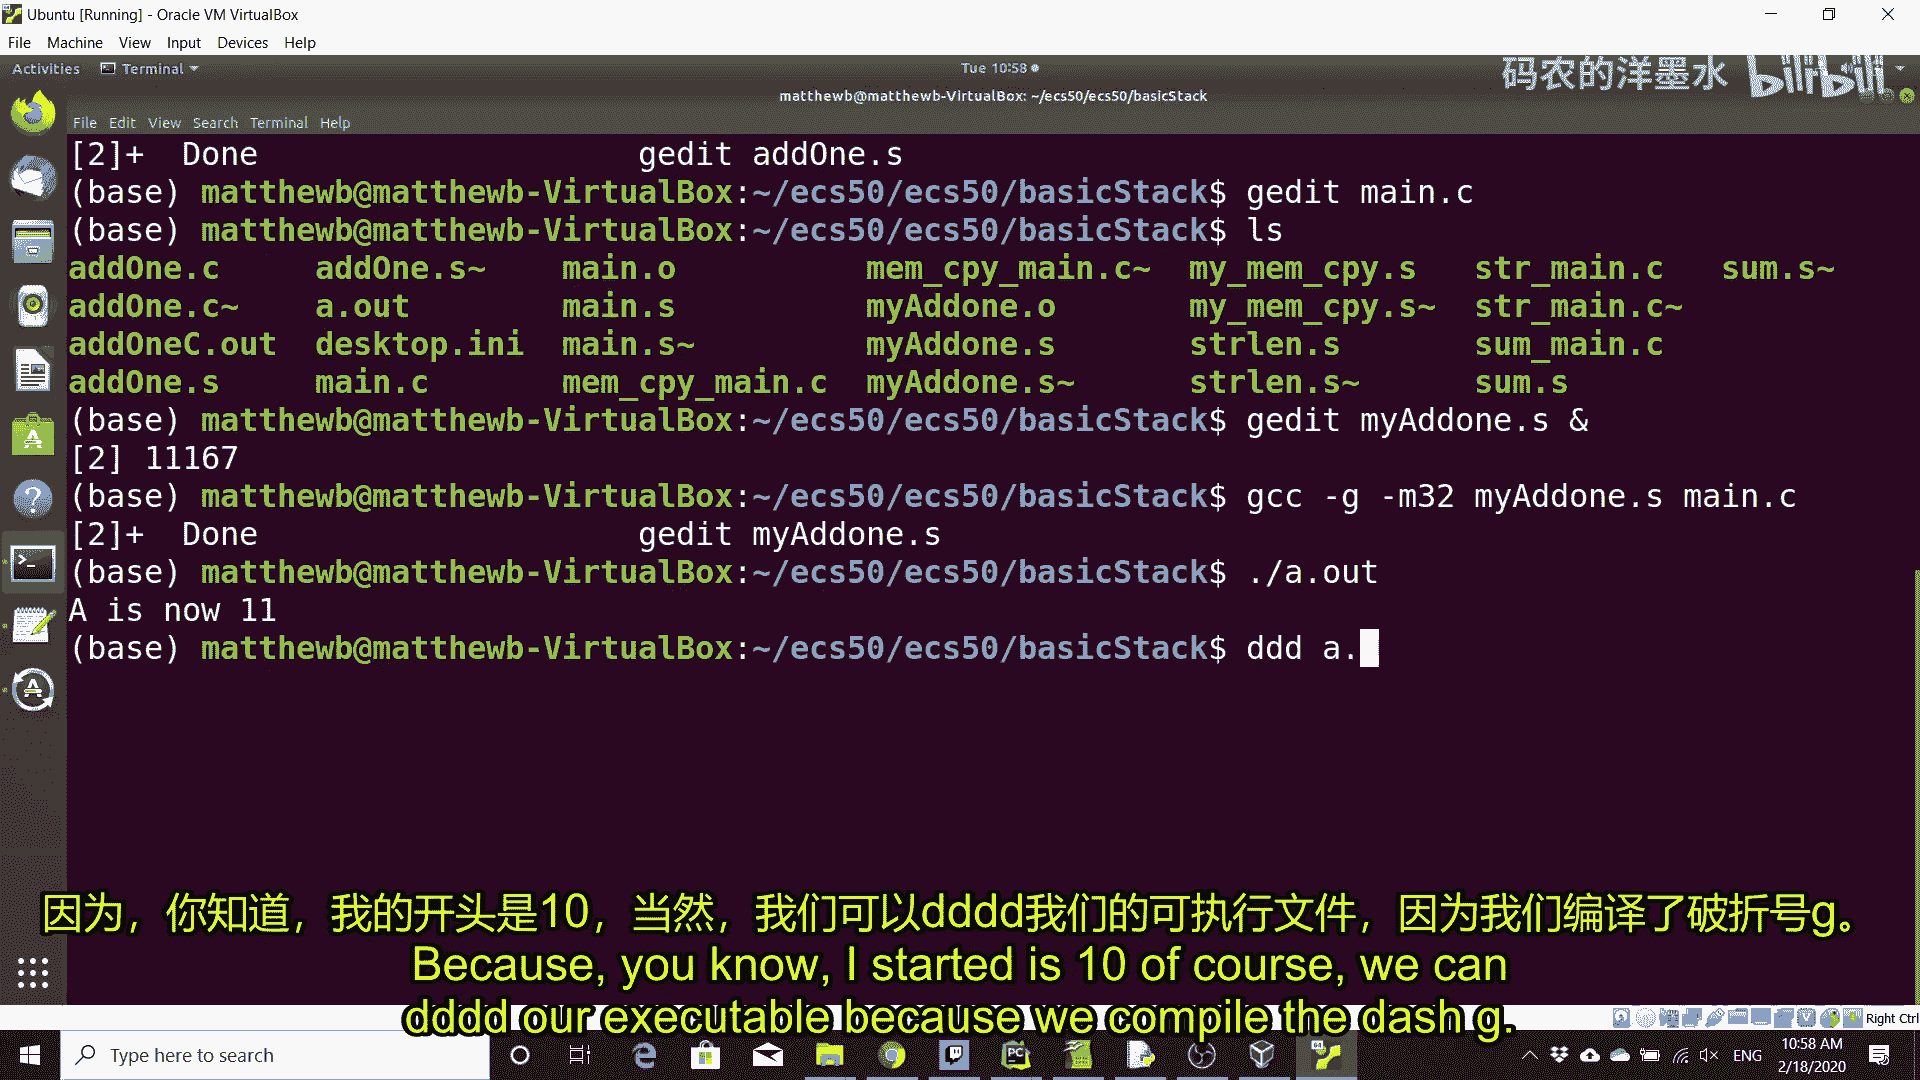 Ubuntu [Running] - Oracle VM VirtualBox
File Machine View Input Devices Help
Activities Terminal Tue 10:58
码农的洋墨水 bilibili
matthewb@matthewb-VirtualBox: ~/ecs50/ecs50/basicStack
File Edit View Search Terminal Help
[2]+ Done gedit addOne.s
(base) matthewb@matthewb-VirtualBox:~/ecs50/ecs50/basicStack$ gedit main.c
(base) matthewb@matthewb-VirtualBox:~/ecs50/ecs50/basicStack$ ls
addOne.c addOne.s~ main.o mem_cpy_main.c~ my_mem_cpy.s str_main.c sum.s~
addOne.c~ a.out main.s myAddone.o my_mem_cpy.s~ str_main.c~
addOneC.out desktop.ini main.s~ myAddone.s strlen.s sum_main.c
addOne.s main.c mem_cpy_main.c myAddone.s~ strlen.s~ sum.s
(base) matthewb@matthewb-VirtualBox:~/ecs50/ecs50/basicStack$ gedit myAddone.s &
[2] 11167
(base) matthewb@matthewb-VirtualBox:~/ecs50/ecs50/basicStack$ gcc -g -m32 myAddone.s main.c
[2]+ Done gedit myAddone.s
(base) matthewb@matthewb-VirtualBox:~/ecs50/ecs50/basicStack$ ./a.out
A is now 11
(base) matthewb@matthewb-VirtualBox:~/ecs50/ecs50/basicStack$ ddd a.
因为，你知道，我的开头是10，当然，我们可以dddd我们的可执行文件，因为我们编译了破折号g。
Because, you know, I started is 10 of course, we can
dddd our executable because we compile the dash g.
Right Ctrl
Type here to search
ENG
10:58 AM
2/18/2020